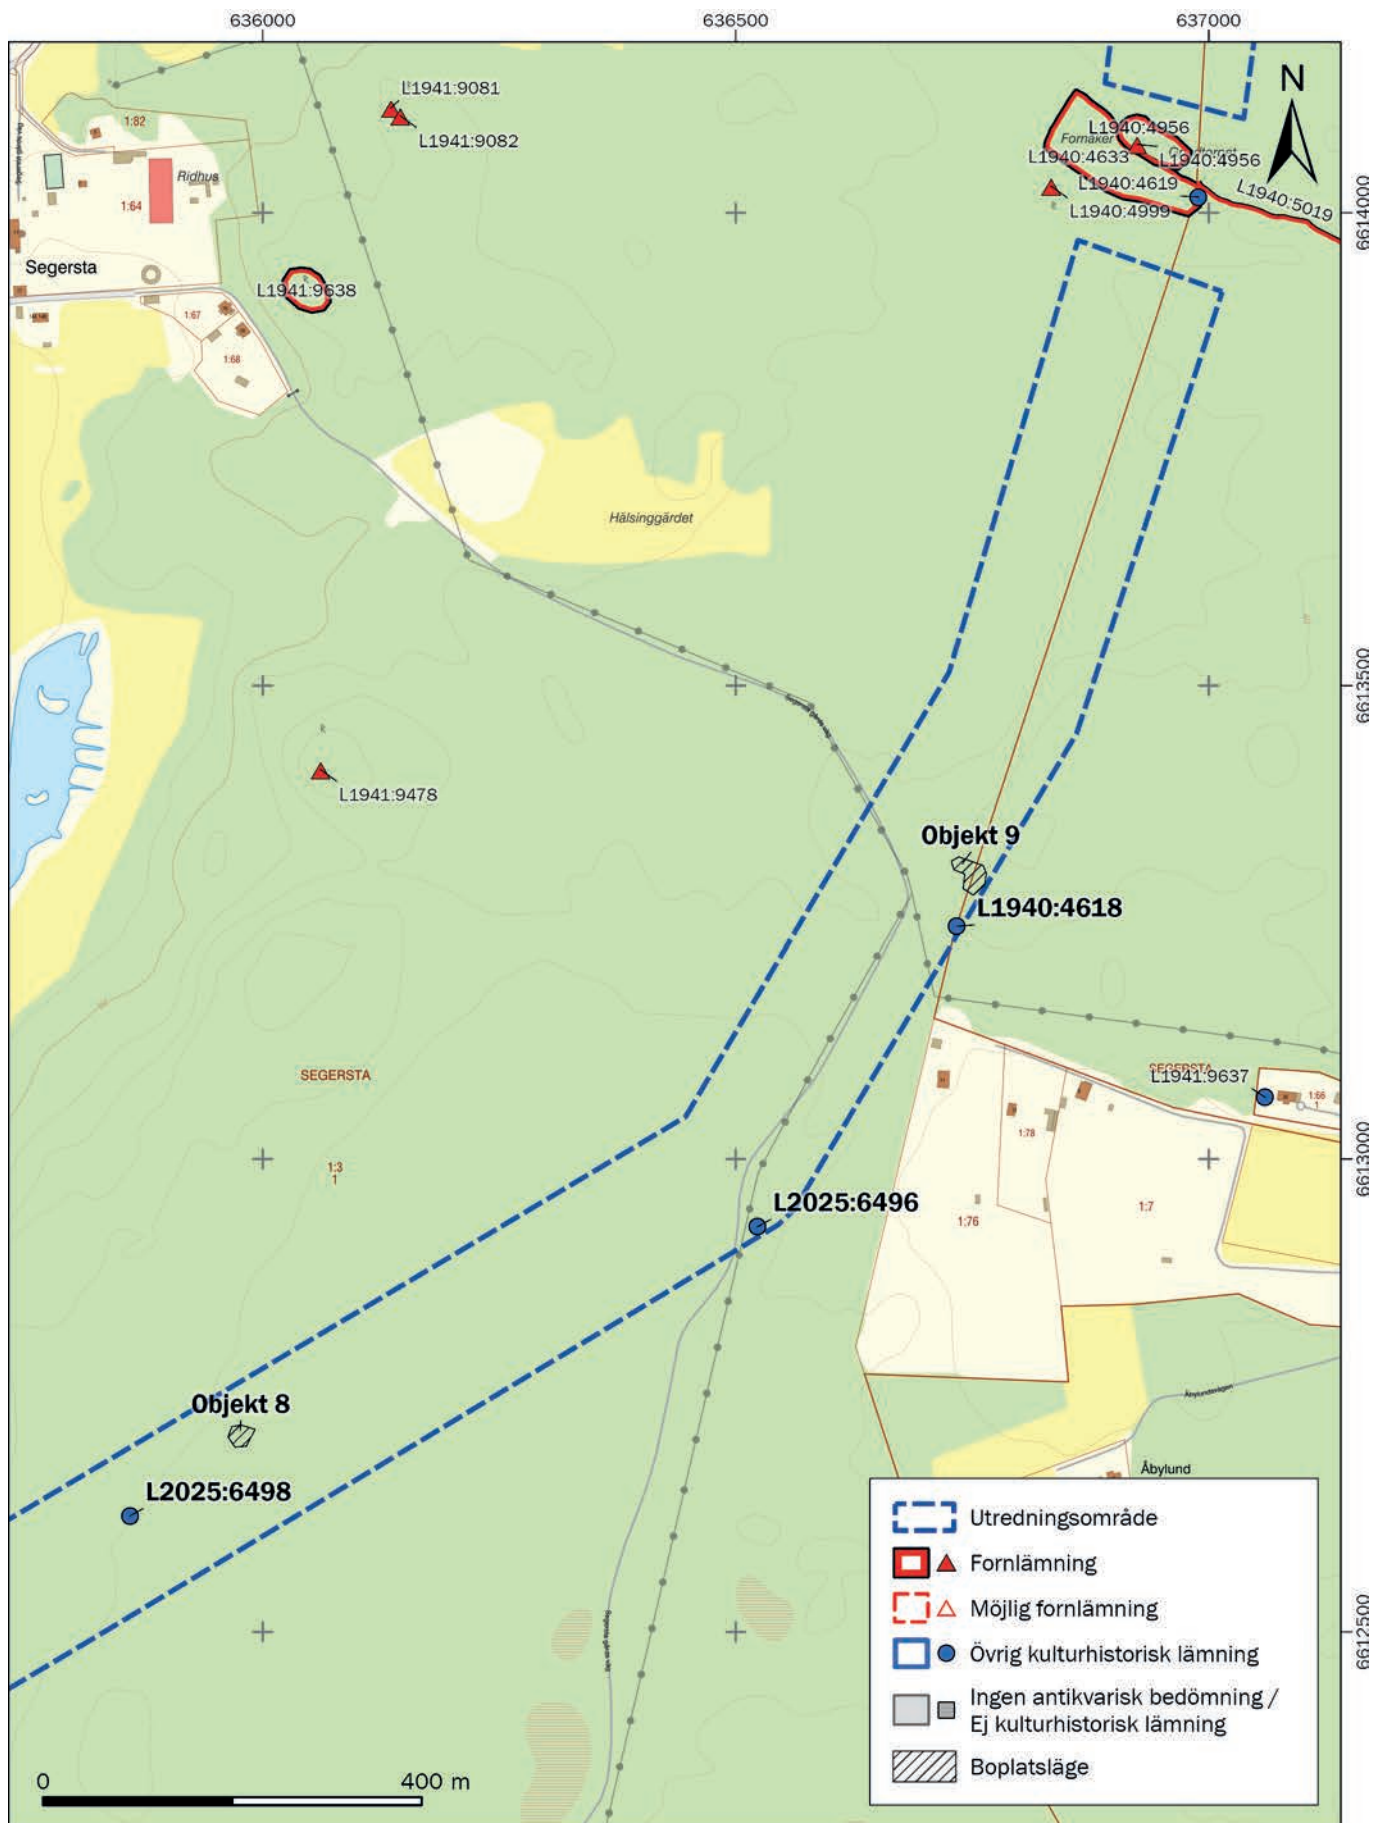 636000 636500 637000
L1941:9081
N
1:82
L1940:4956
L1941:9082
Fornåker
L1940:4633
L1940:4956
Ridhus
L1940:4619
L1940:5019
1:64
L1940:4999
6614000
Segersta
L1941:9638
1:67
1:68
Hälsinggärdet
6613500
L1941:9478
Objekt 9
L1940:4618
SEGERSTA
SEGERSTA
L1941:9637
1:66
1
1:78
6613000
1:3
1
L2025:6496
1:7
1:76
Åbylundsvägen
Objekt 8
Åbylund
L2025:6498
Utredningsområde
Fornlämning
Möjlig fornlämning
6612500
Övrig kulturhistorisk lämning
Ingen antikvarisk bedömning /
Ej kulturhistorisk lämning
Boplatsläge
0 400 m